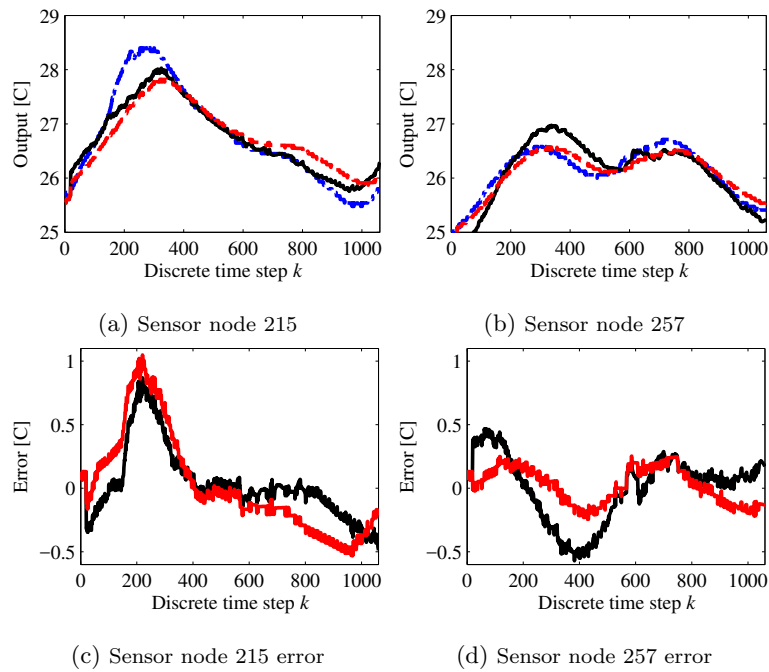 29
28
27
26
25
Output [C]
0 200 400 600 800 1000
Discrete time step k
(a) Sensor node 215
29
28
27
26
25
Output [C]
0 200 400 600 800 1000
Discrete time step k
(b) Sensor node 257
1
0.5
0
−0.5
Error [C]
0 200 400 600 800 1000
Discrete time step k
(c) Sensor node 215 error
1
0.5
0
−0.5
Error [C]
0 200 400 600 800 1000
Discrete time step k
(d) Sensor node 257 error